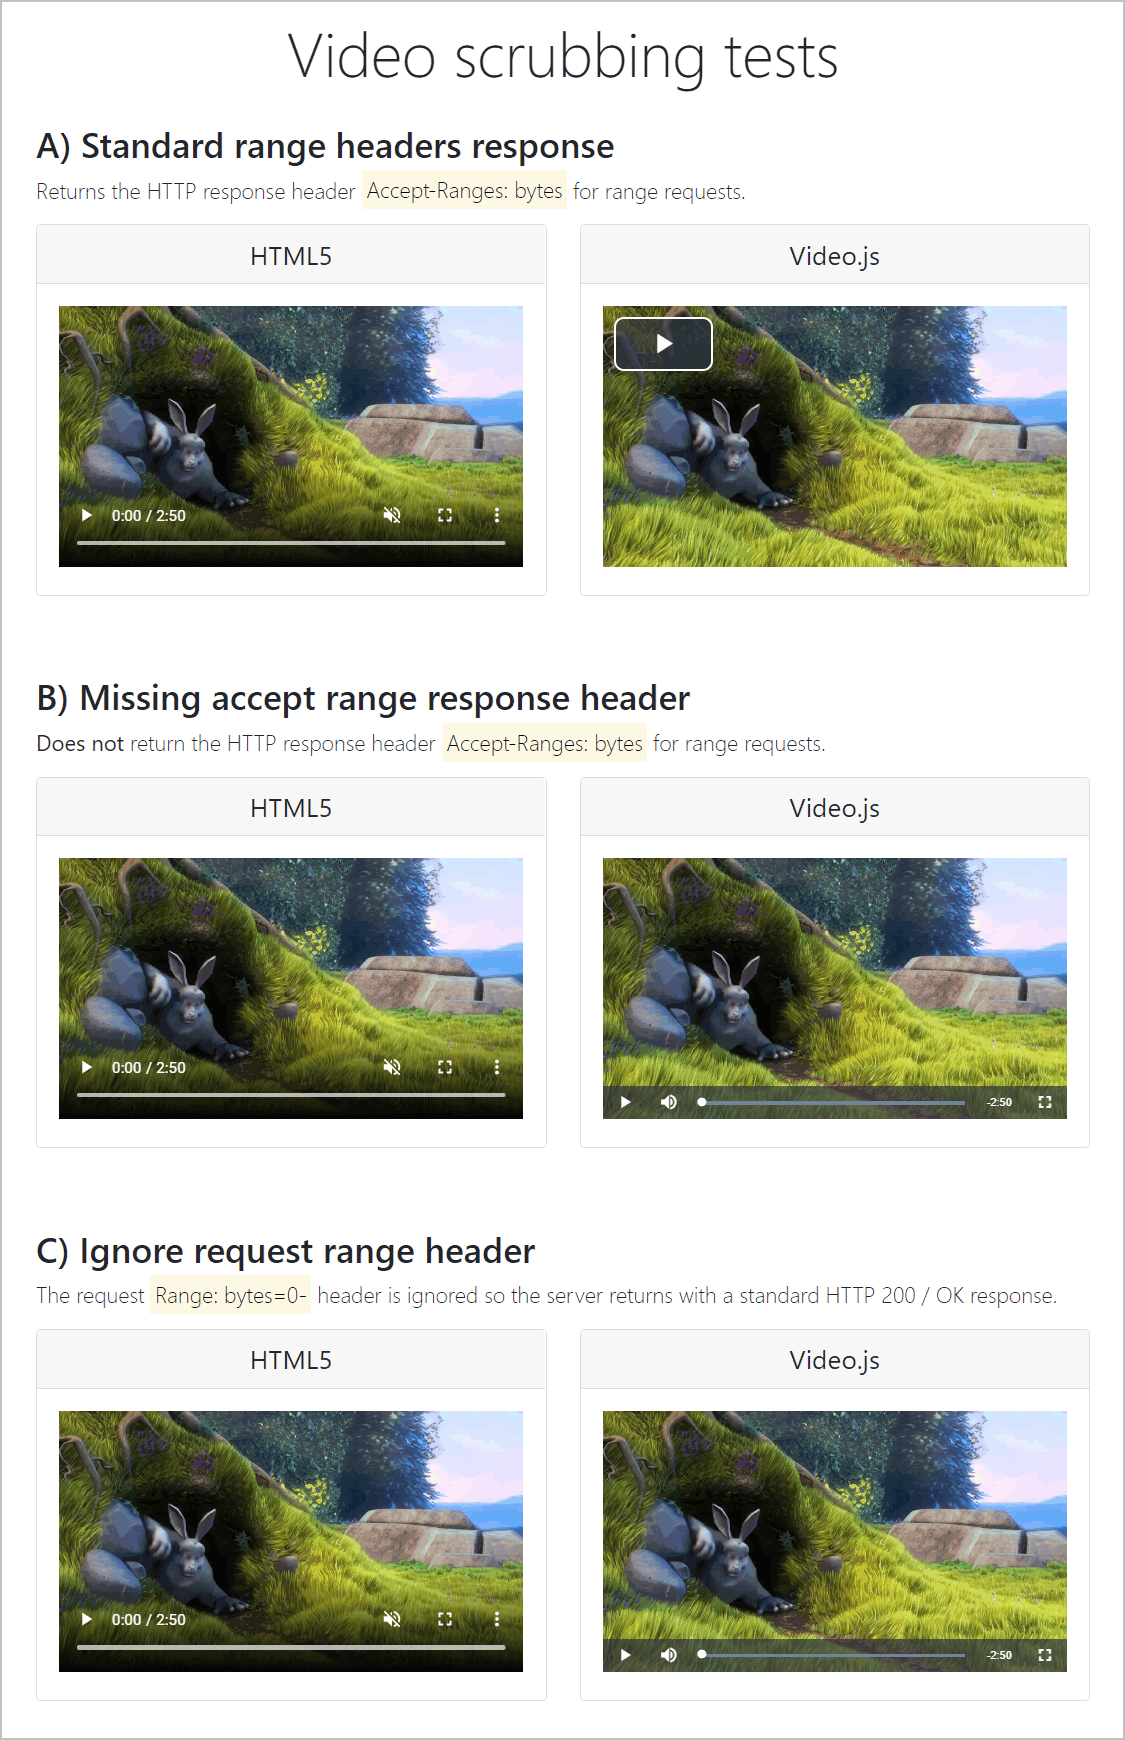 Video scrubbing tests
A) Standard range headers response
Returns the HTTP response header Accept-Ranges: bytes for range requests.
HTML5
Video.js
0:00 / 2:50
B) Missing accept range response header
Does not return the HTTP response header Accept-Ranges: bytes for range requests.
HTML5
Video.js
0:00 / 2:50
-2:50
C) Ignore request range header
The request Range: bytes=0- header is ignored so the server returns with a standard HTTP 200 / OK response.
HTML5
Video.js
0:00 / 2:50
-2:50